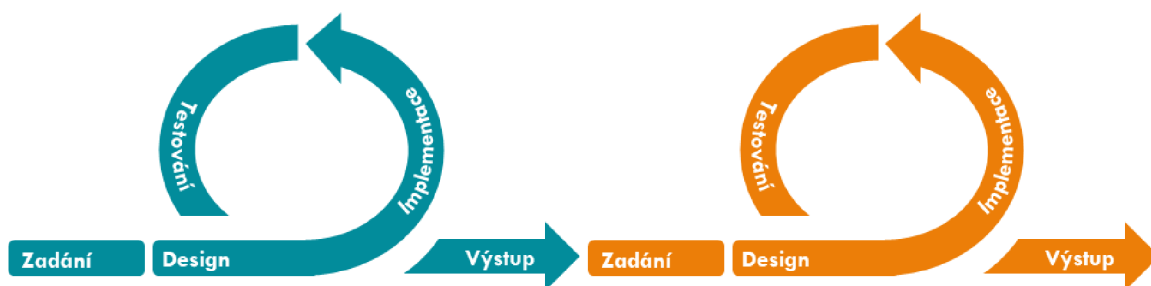 Zadání
Design
Implementace
Testování
Výstup
Zadání
Design
Implementace
Testování
Výstup